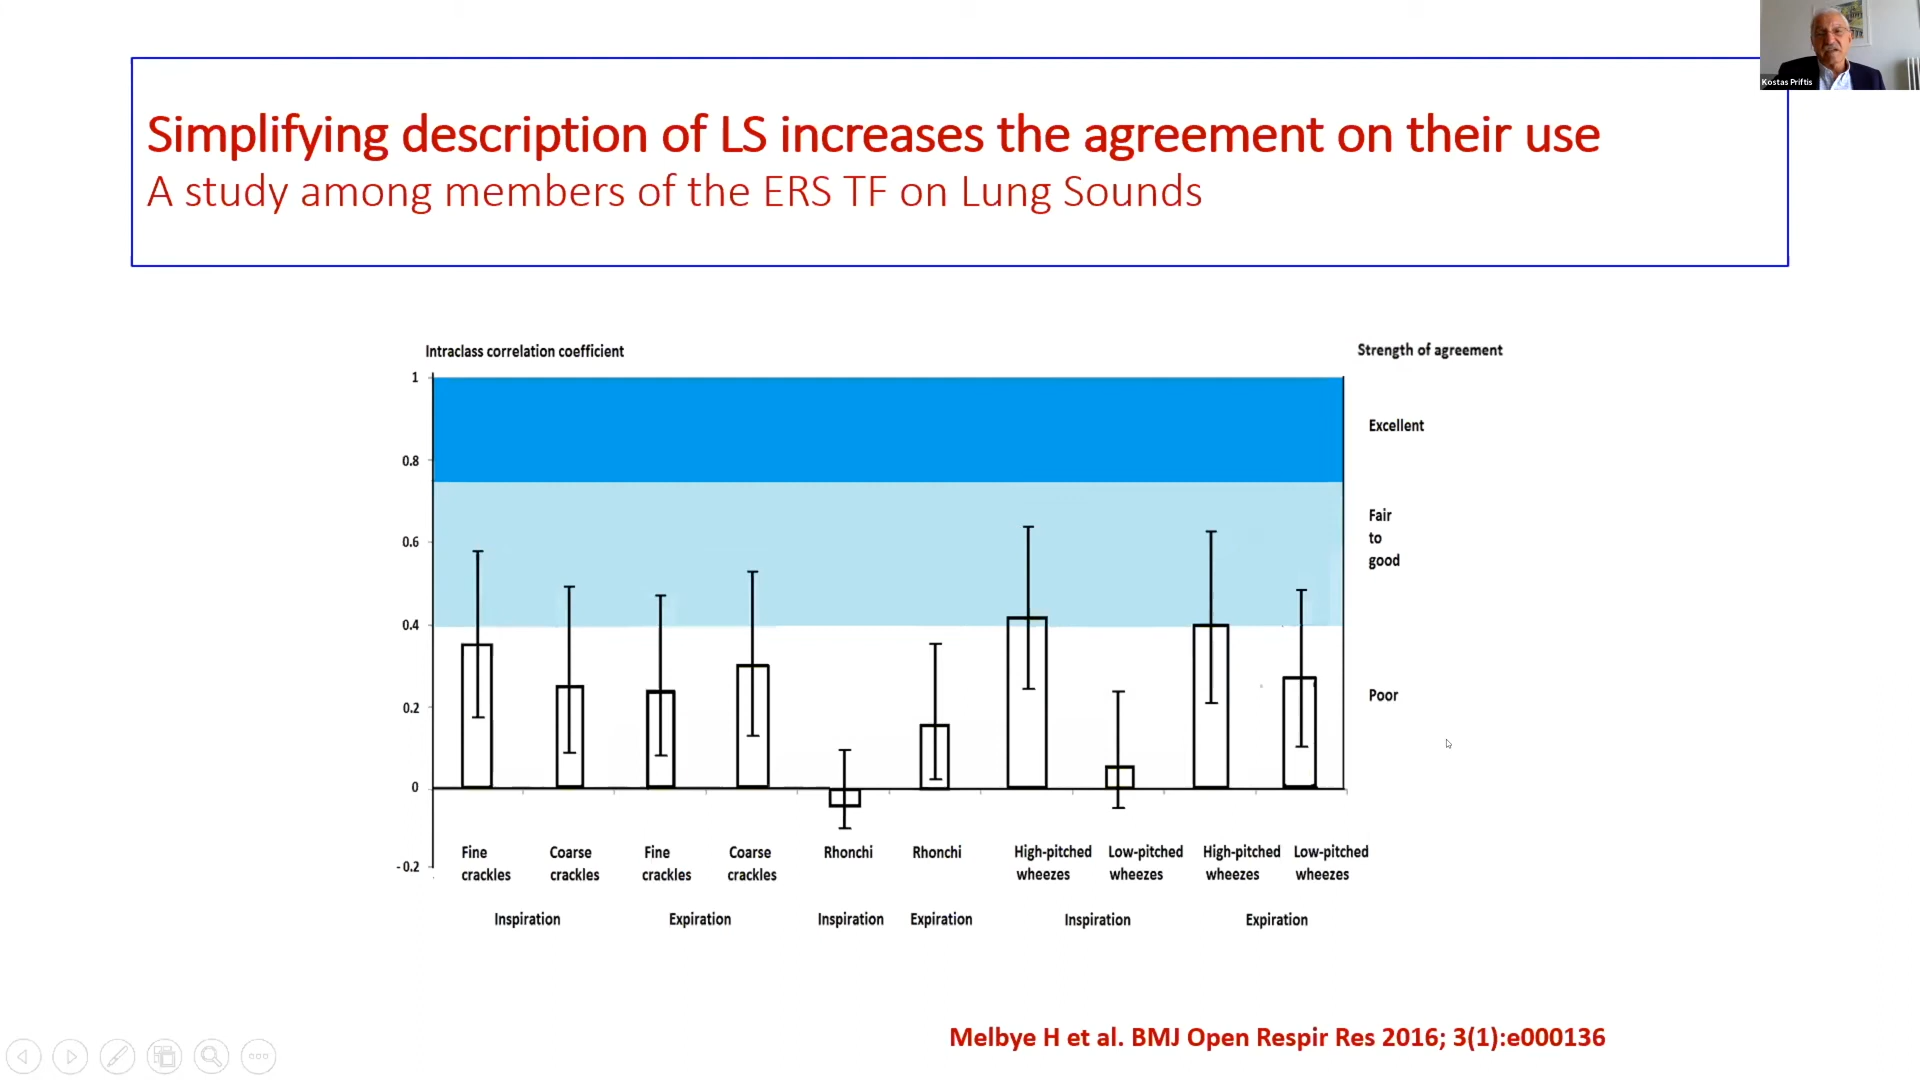 Kostas Priftis
Simplifying description of LS increases the agreement on their use
A study among members of the ERS TF on Lung Sounds
Intraclass correlation coefficient
Strength of agreement
1
0.8
0.6
0.4
0.2
0
-0.2
Excellent
Fair
to
good
Poor
Fine
crackles
Coarse
crackles
Fine
crackles
Coarse
crackles
Rhonchi
Rhonchi
High-pitched
wheezes
Low-pitched
wheezes
High-pitched
wheezes
Low-pitched
wheezes
Inspiration
Expiration
Inspiration
Expiration
Inspiration
Expiration
Melbye H et al. BMJ Open Respir Res 2016; 3(1):e000136